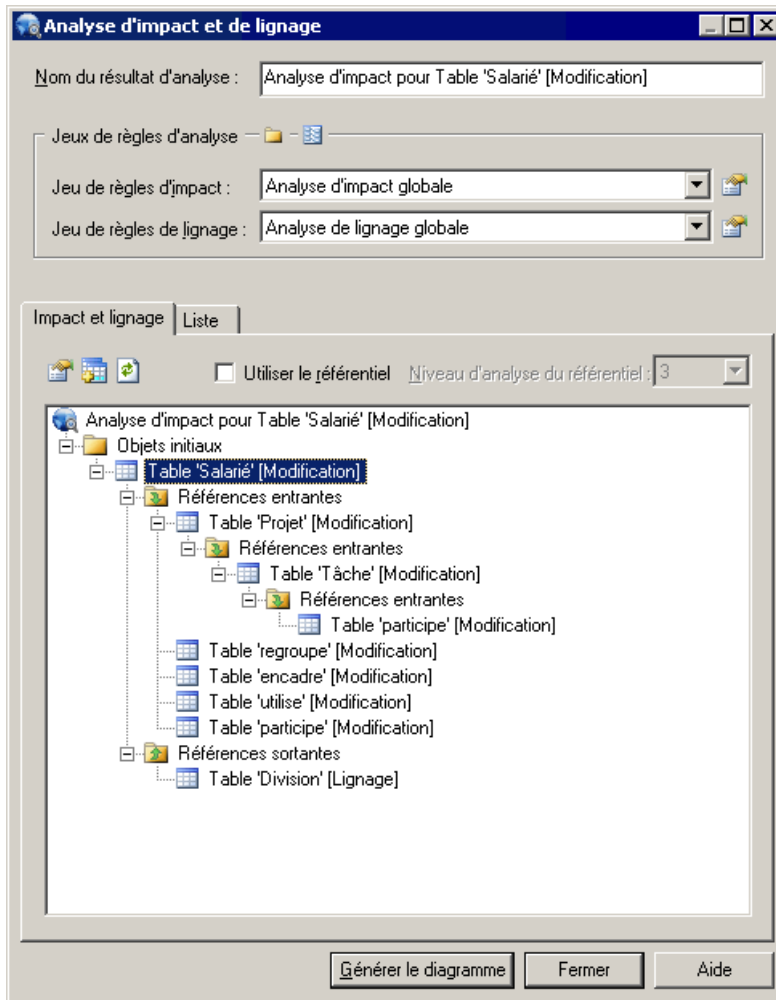 Analyse d'impact et de lignage
Nom du résultat d'analyse : Analyse d'impact pour Table 'Salarié' [Modification]
Jeux de règles d'analyse
Jeu de règles d'impact : Analyse d'impact globale
Jeu de règles de lignage : Analyse de lignage globale
Impact et lignage Liste
Utiliser le référentiel Niveau d'analyse du référentiel : 3
Analyse d'impact pour Table 'Salarié' [Modification]
Objets initiaux
Table 'Salarié' [Modification]
Références entrantes
Table 'Projet' [Modification]
Références entrantes
Table 'Tâche' [Modification]
Références entrantes
Table 'participe' [Modification]
Table 'regroupe' [Modification]
Table 'encadre' [Modification]
Table 'utilise' [Modification]
Table 'participe' [Modification]
Références sortantes
Table 'Division' [Lignage]
Générer le diagramme Fermer Aide